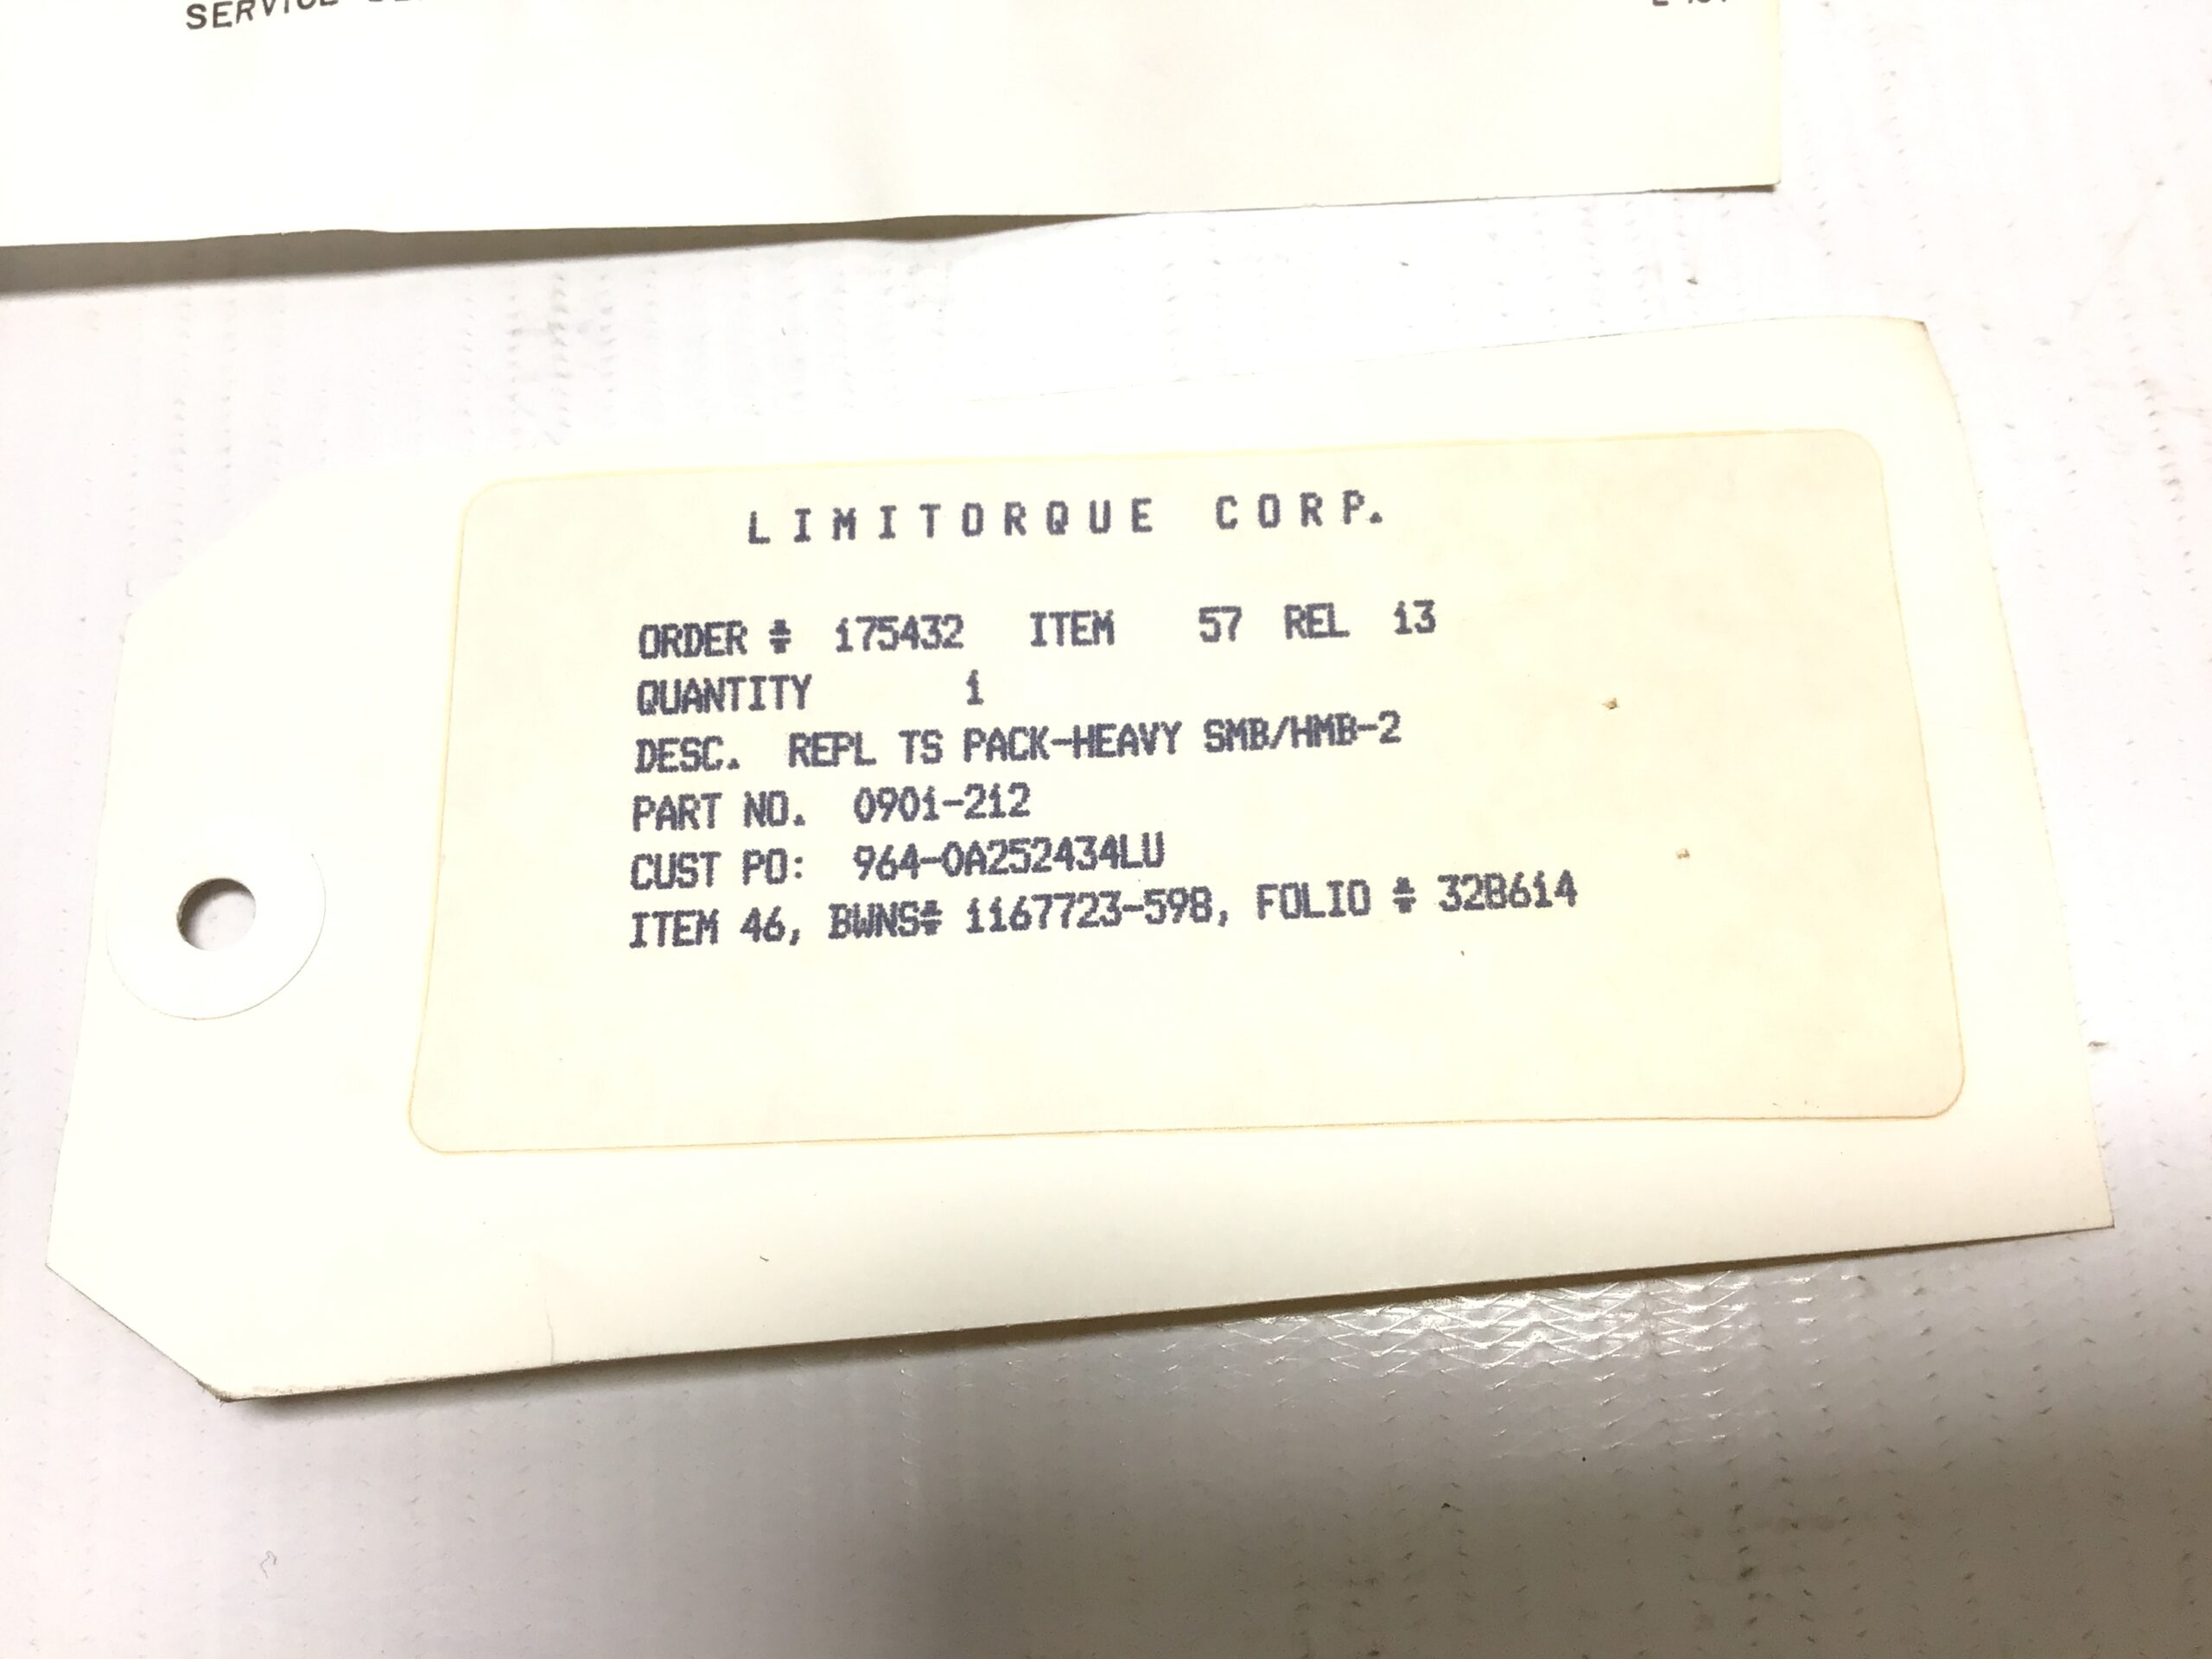 SERVICE
LIMITORQUE CORP.
ORDER # 175432 ITEM 57 REL 13
QUANTITY 1
DESC. REPL TS PACK-HEAVY SMB/HMB-2
PART NO. 0901-212
CUST PO: 964-0A252434LU
ITEM 46, BWNS# 1167723-598, FOLIO # 32B614